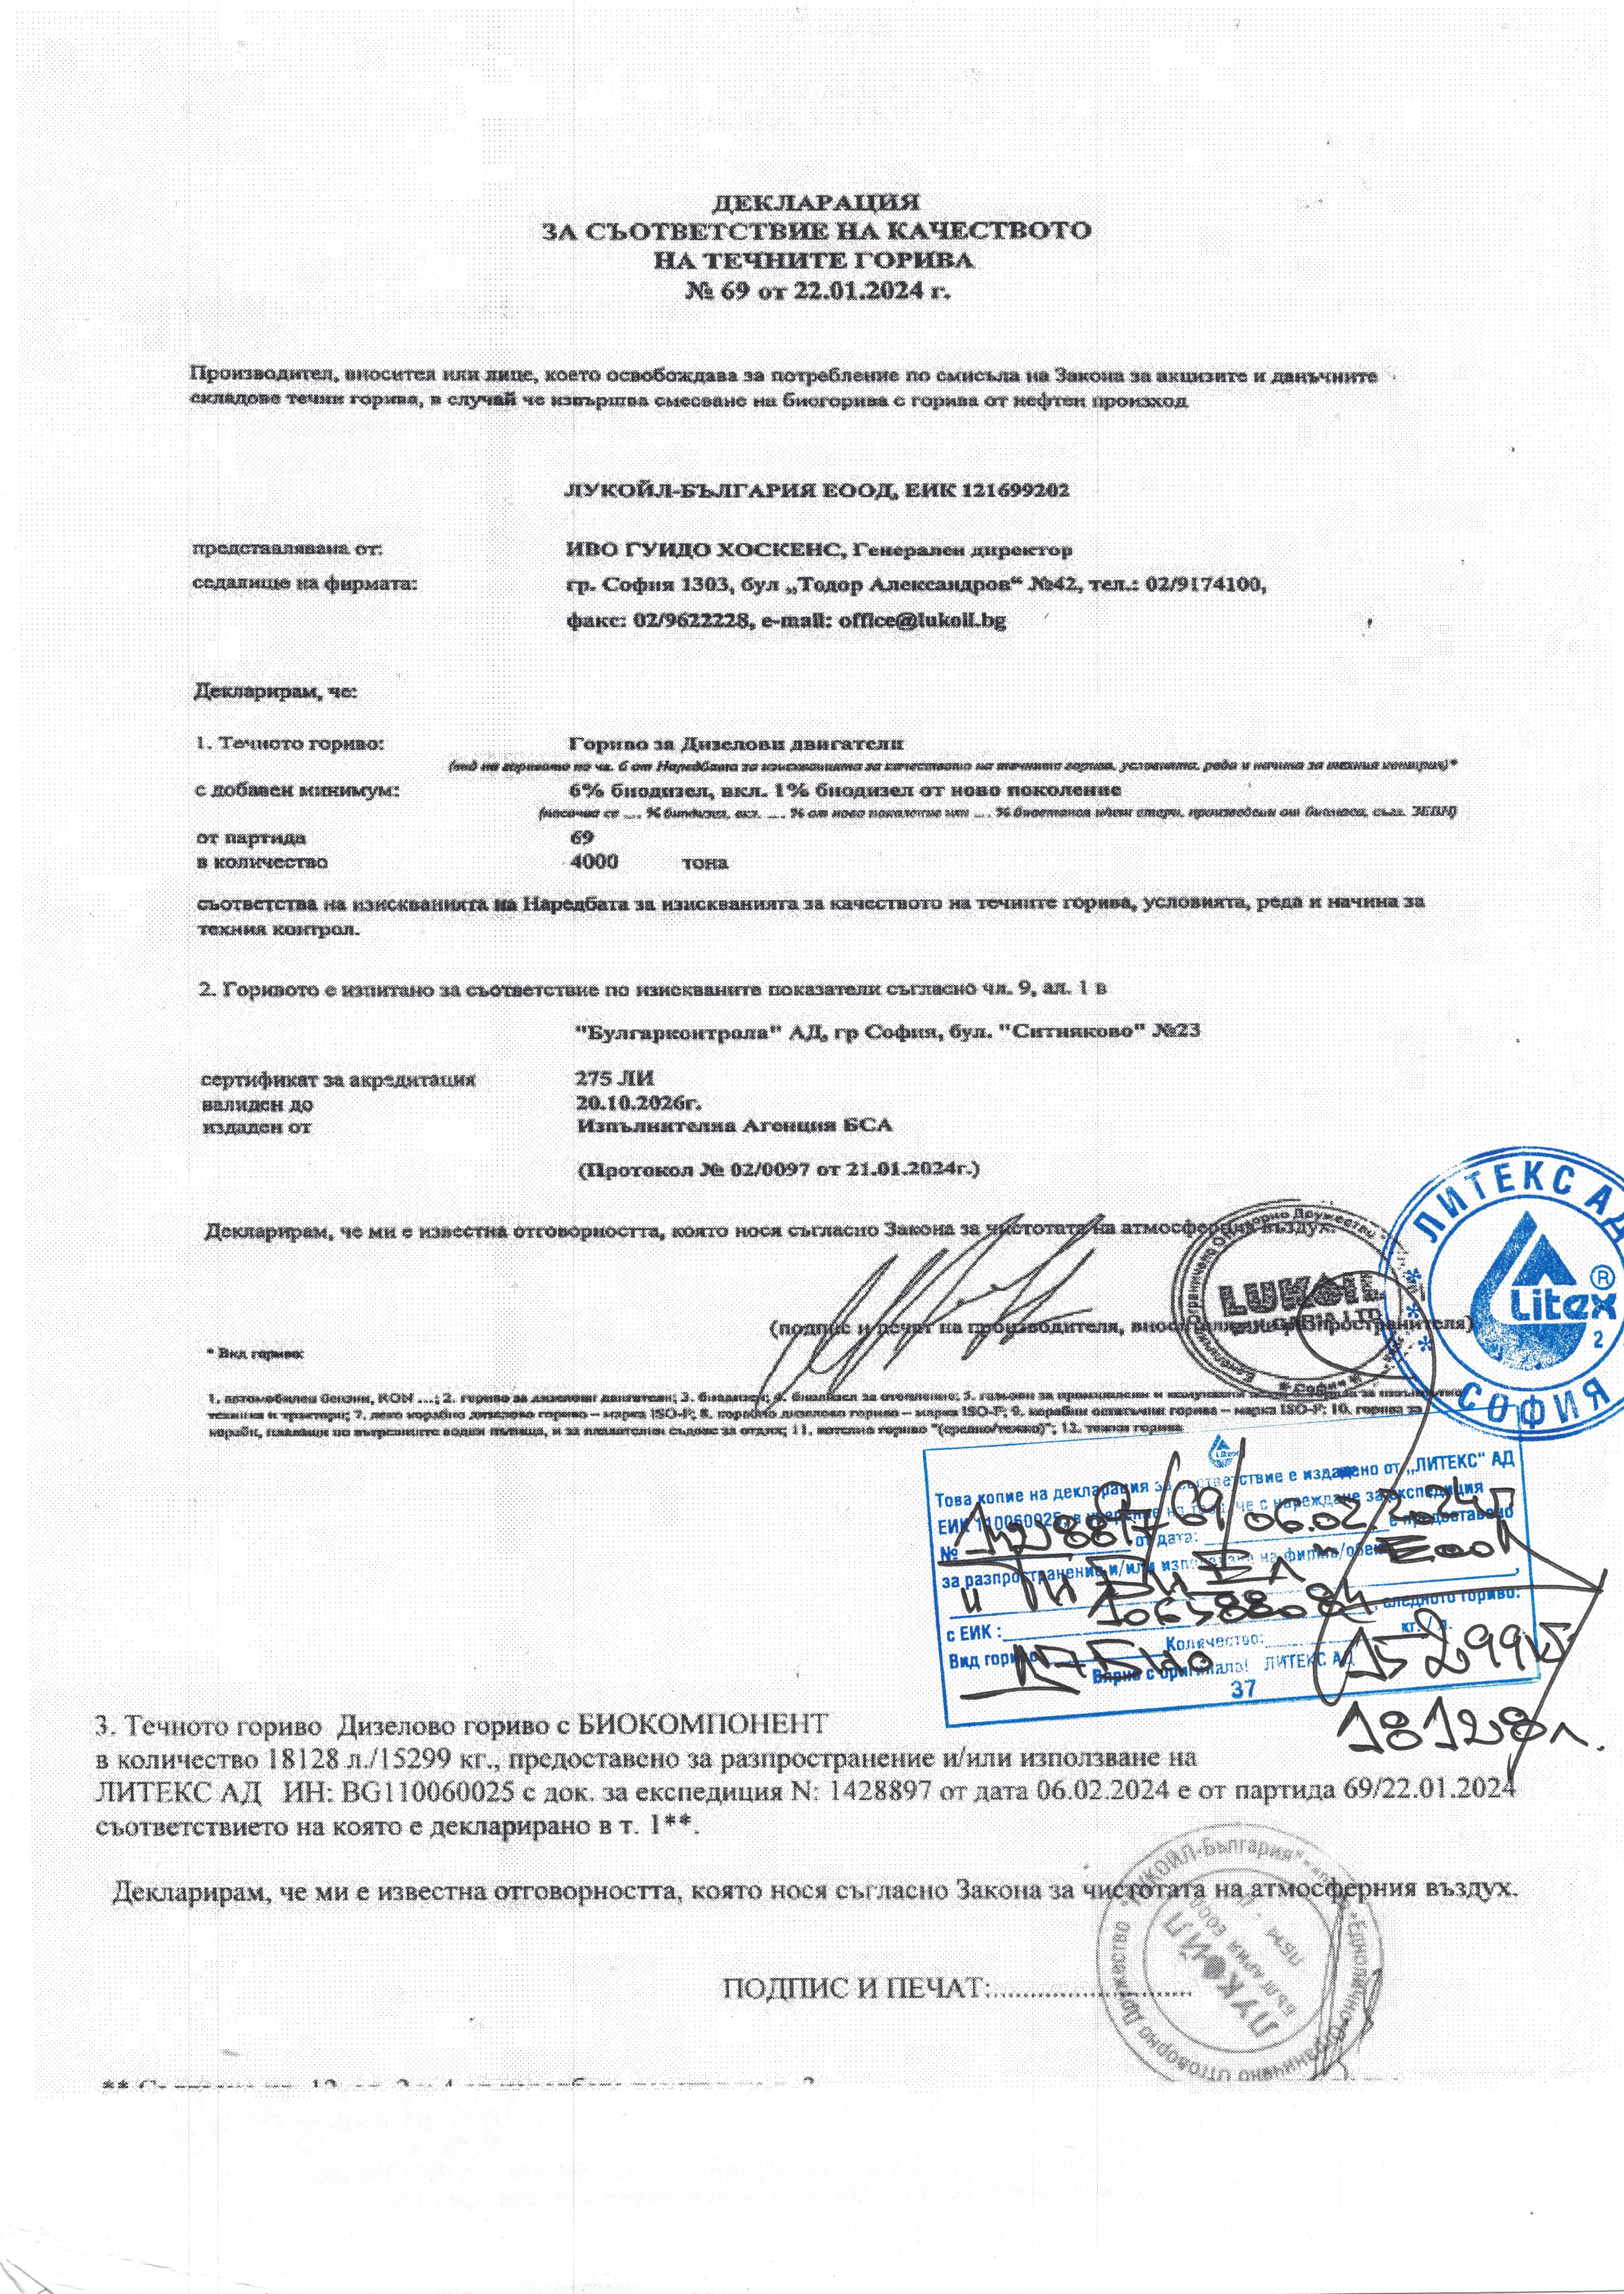 ДЕКЛАРАЦИЯ
ЗА СЪОТВЕТСТВИЕ НА КАЧЕСТВОТО
НА ТЕЧНИТЕ ГОРИВА
№ 69 от 22.01.2024 г.
Производител, вносител или лице, което освобождава за потребление по смисъла на Закона за акцизите и данъчните
складове течни горива, в случай че извършва смесване на биогорива с горива от нефтен произход
ЛУКОЙЛ-БЪЛГАРИЯ ЕООД, ЕИК 121699202
представлявана от: ИВО ГУИДО ХОСКЕНС, Генерален директор
седалище на фирмата: гр. София 1303, бул „Тодор Александров“ №42, тел.: 02/9174100,
факс: 02/9622228, e-mail: office@lukoil.bg
Декларирам, че:
1. Течното гориво: Гориво за Дизелови двигатели
(вид на горивото по чл. 6 от Наредбата за изискванията за качеството на течните горива, условията, реда и начина за техния контрол)*
с добавен минимум: 6% биодизел, вкл. 1% биодизел от ново поколение
(посочва се .... % биодизел, вкл. .... % от ново поколение или .... % биоетанол и/или етери, произведени от биомаса, съгл. ЗЕВИ)
от партида 69
в количество 4000 тона
съответства на изискванията на Наредбата за изискванията за качеството на течните горива, условията, реда и начина за
техния контрол.
2. Горивото е изпитано за съответствие по изискваните показатели съгласно чл. 9, ал. 1 в
"Булгарконтрола" АД, гр София, бул. "Ситняково" №23
сертификат за акредитация 275 ЛИ
валиден до 20.10.2026г.
издаден от Изпълнителна Агенция БСА
(Протокол № 02/0097 от 21.01.2024г.)
Декларирам, че ми е известна отговорността, която нося съгласно Закона за чистотата на атмосферния въздух.
LUKOIL
ЛИТЕКС АД
Litex ®
2
СОФИЯ
(подпис и печат на производителя, вносителя или разпространителя)
* Вид гориво:
1. автомобилен бензин, RON ...; 2. гориво за дизелови двигатели; 3. биодизел; 4. биодизел за отопление; 5. газьол за промишлени и комунални цели; 6. горива за извънпътна
техника и трактори; 7. леко корабно дизелово гориво – марка ISO-F; 8. корабно дизелово гориво – марка ISO-F; 9. корабни остатъчни горива – марка ISO-F; 10. горива за
кораби, плаващи по вътрешните водни пътища, и за плавателни съдове за отдих; 11. котелно гориво "(средно/тежко)"; 12. тежки горива
Това копие на декларация за съответствие е издадено от „ЛИТЕКС“ АД
ЕИК 110060025, в уверение на това, че с нареждане за експедиция
№ 1428897/69/ от дата: 06.02.2024г. е предоставено
за разпространение и/или използване на фирма/обект
„Ти Би Ел" ЕООД
с ЕИК : 106588084, следното гориво:
Вид гориво Количество: кг. / л.
15299
Вярно с оригинала! ЛИТЕКС АД
37
18128 л.
3. Течното гориво Дизелово гориво с БИОКОМПОНЕНТ
в количество 18128 л./15299 кг., предоставено за разпространение и/или използване на
ЛИТЕКС АД ИН: BG110060025 с док. за експедиция N: 1428897 от дата 06.02.2024 е от партида 69/22.01.2024
съответствието на която е декларирано в т. 1**.
Декларирам, че ми е известна отговорността, която нося съгласно Закона за чистотата на атмосферния въздух.
ПОДПИС И ПЕЧАТ:............................
ЛУКОЙЛ